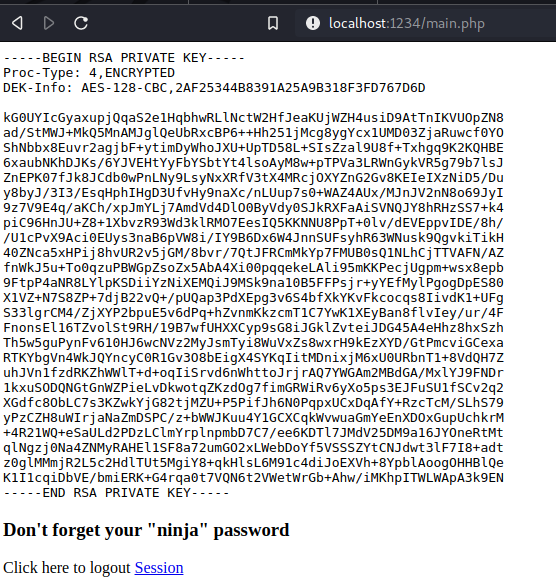 localhost:1234/main.php
-----BEGIN RSA PRIVATE KEY-----
Proc-Type: 4,ENCRYPTED
DEK-Info: AES-128-CBC,2AF25344B8391A25A9B318F3FD767D6D
kG0UYIcGyaxupjQqaS2e1HqbhwRLlNctW2HfJeaKUjWZH4usiD9AtTnIKVUOpZN8
ad/StMWJ+MkQ5MnAMJglQeUbRxcBP6++Hh251jMcg8ygYcx1UMD03ZjaRuwcf0YO
ShNbbx8Euvr2agjbF+ytimDyWhoJXU+UpTD58L+SIsZzal9U8f+Txhgq9K2KQHBE
6xaubNKhDJKs/6YJVEHtYyFbYSbtYt4lsoAyM8w+pTPVa3LRWnGykVR5g79b7lsJ
ZnEPK07fJk8JCdb0wPnLNy9LsyNxXRfV3tX4MRcjOXYZnG2Gv8KEIeIXzNiD5/Du
y8byJ/3I3/EsqHphIHgD3UfvHy9naXc/nLUup7s0+WAZ4AUx/MJnJV2nN8o69JyI
9z7V9E4q/aKCh/xpJmYLj7AmdVd4DlO0ByVdy0SJkRXFaAiSVNQJY8hRHzSS7+k4
piC96HnJU+Z8+1XbvzR93Wd3klRMO7EesIQ5KKNNU8PpT+0lv/dEVEppvIDE/8h/
/U1cPvX9Aci0EUys3naB6pVW8i/IY9B6Dx6W4JnnSUFsyhR63WNusk9QgvkiTikH
40ZNca5xHPij8hvUR2v5jGM/8bvr/7QtJFRCmMkYp7FMUB0sQ1NLhCjTTVAFN/AZ
fnWkJ5u+To0qzuPBWGpZsoZx5AbA4Xi00pqqekeLAli95mKKPecjUgpm+wsx8epb
9FtpP4aNR8LYlpKSDiiYzNiXEMQiJ9MSk9na10B5FFPsjr+yYEfMylPgogDpES80
X1VZ+N7S8ZP+7djB22vQ+/pUQap3PdXEpg3v6S4bfXkYKvFkcocqs8IivdK1+UFg
S33lgrCM4/ZjXYP2bpuE5v6dPq+hZvnmKkzcmT1C7YwK1XEyBan8flvIey/ur/4F
FnonsEl16TZvolSt9RH/19B7wfUHXXCyp9sG8iJGklZvteiJDG45A4eHhz8hxSzh
Th5w5guPynFv610HJ6wcNVz2MyJsmTyi8WuVxZs8wxrH9kEzXYD/GtPmcviGCexa
RTKYbgVn4WkJQYncyC0R1Gv3O8bEigX4SYKqIitMDnixjM6xU0URbnT1+8VdQH7Z
uhJVn1fzdRKZhWWlT+d+oqIiSrvd6nWhttoJrjrAQ7YWGAm2MBdGA/MxlYJ9FNDr
1kxuSODQNGtGnWZPieLvDkwotqZKzdOg7fimGRWiRv6yXo5ps3EJFuSU1fSCv2q2
XGdfc8ObLC7s3KZwkYjG82tjMZU+P5PifJh6N0PqpxUCxDqAfY+RzcTcM/SLhS79
yPzCZH8uWIrjaNaZmDSPC/z+bWWJKuu4Y1GCXCqkWvwuaGmYeEnXDOxGupUchkrM
+4R21WQ+eSaULd2PDzLClmYrplnpmbD7C7/ee6KDTl7JMdV25DM9a16JYOneRtMt
qlNgzj0Na4ZNMyRAHEl1SF8a72umGO2xLWebDoYf5VSSSZYtCNJdwt3lF7I8+adt
z0glMMmjR2L5c2HdlTUt5MgiY8+qkHslL6M91c4diJoEXVh+8YpblAoogOHHBlQe
K1I1cqiDbVE/bmiERK+G4rqa0t7VQN6t2VWetWrGb+Ahw/iMKhpITWLWApA3k9EN
-----END RSA PRIVATE KEY-----
Don't forget your "ninja" password
Click here to logout Session